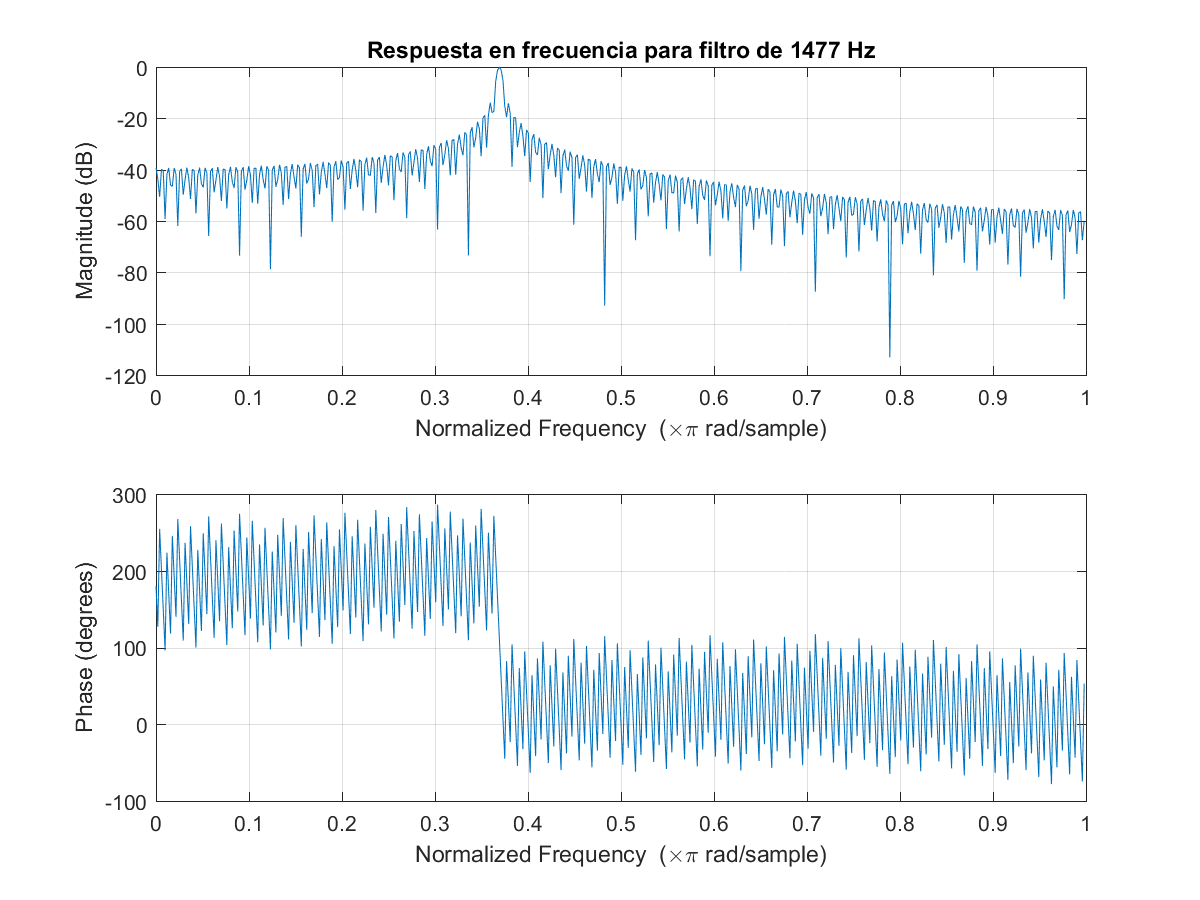 Respuesta en frecuencia para filtro de 1477 Hz
0
-20
-40
-60
-80
-100
-120
Magnitude (dB)
0 0.1 0.2 0.3 0.4 0.5 0.6 0.7 0.8 0.9 1
Normalized Frequency (×π rad/sample)
300
200
100
0
-100
Phase (degrees)
0 0.1 0.2 0.3 0.4 0.5 0.6 0.7 0.8 0.9 1
Normalized Frequency (×π rad/sample)